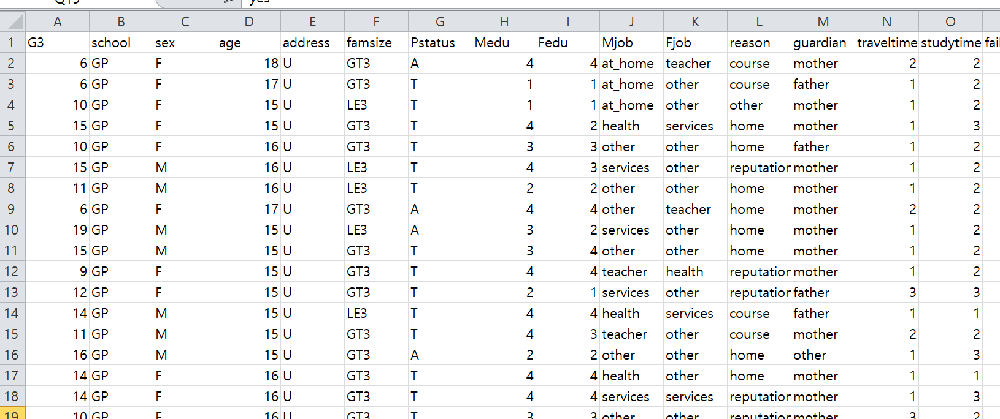 Q19 yes
A B C D E F G H I J K L M N O
1 G3 school sex age address famsize Pstatus Medu Fedu Mjob Fjob reason guardian traveltime studytime fail
2 6 GP F 18 U GT3 A 4 4 at_home teacher course mother 2 2
3 6 GP F 17 U GT3 T 1 1 at_home other course father 1 2
4 10 GP F 15 U LE3 T 1 1 at_home other other mother 1 2
5 15 GP F 15 U GT3 T 4 2 health services home mother 1 3
6 10 GP F 16 U GT3 T 3 3 other other home father 1 2
7 15 GP M 16 U LE3 T 4 3 services other reputation mother 1 2
8 11 GP M 16 U LE3 T 2 2 other other home mother 1 2
9 6 GP F 17 U GT3 A 4 4 other teacher home mother 2 2
10 19 GP M 15 U LE3 A 3 2 services other home mother 1 2
11 15 GP M 15 U GT3 T 3 4 other other home mother 1 2
12 9 GP F 15 U GT3 T 4 4 teacher health reputation mother 1 2
13 12 GP F 15 U GT3 T 2 1 services other reputation father 3 3
14 14 GP M 15 U LE3 T 4 4 health services course father 1 1
15 11 GP M 15 U GT3 T 4 3 teacher other course mother 2 2
16 16 GP M 15 U GT3 A 2 2 other other home other 1 3
17 14 GP F 16 U GT3 T 4 4 health other home mother 1 1
18 14 GP F 16 U GT3 T 4 4 services services reputation mother 1 3
19 10 GP F 16 U GT3 T 3 3 other other reputation mother 3 2